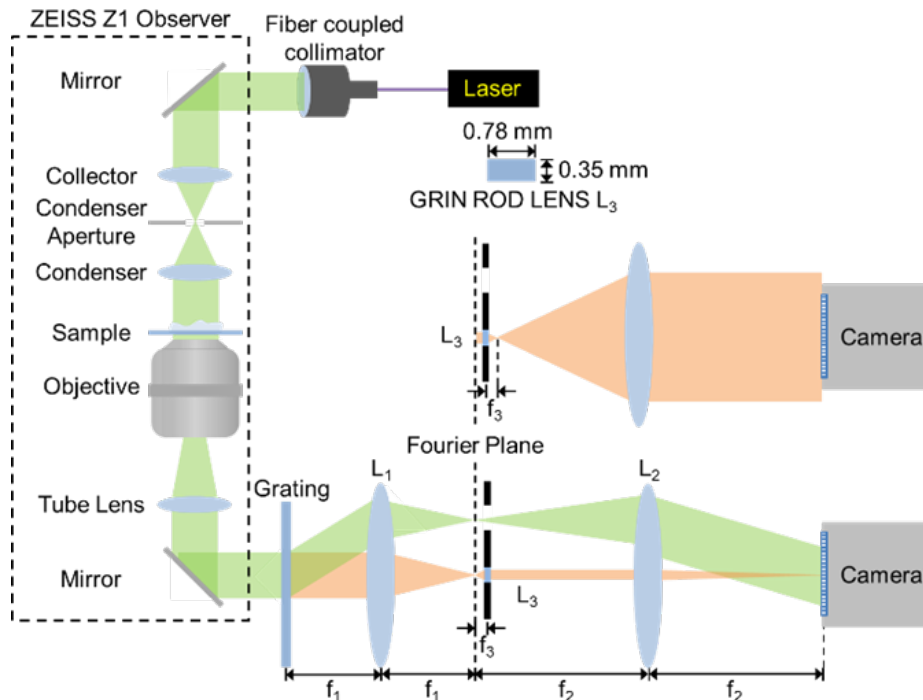 ZEISS Z1 Observer
Fiber coupled
collimator
Mirror
Laser
0.78 mm
0.35 mm
GRIN ROD LENS L₃
Collector
Condenser
Aperture
Condenser
Sample
Objective
L₃
f₃
Camera
Fourier Plane
Tube Lens
Grating
L₁
L₂
Mirror
L₃
f₃
Camera
f₁
f₁
f₂
f₂